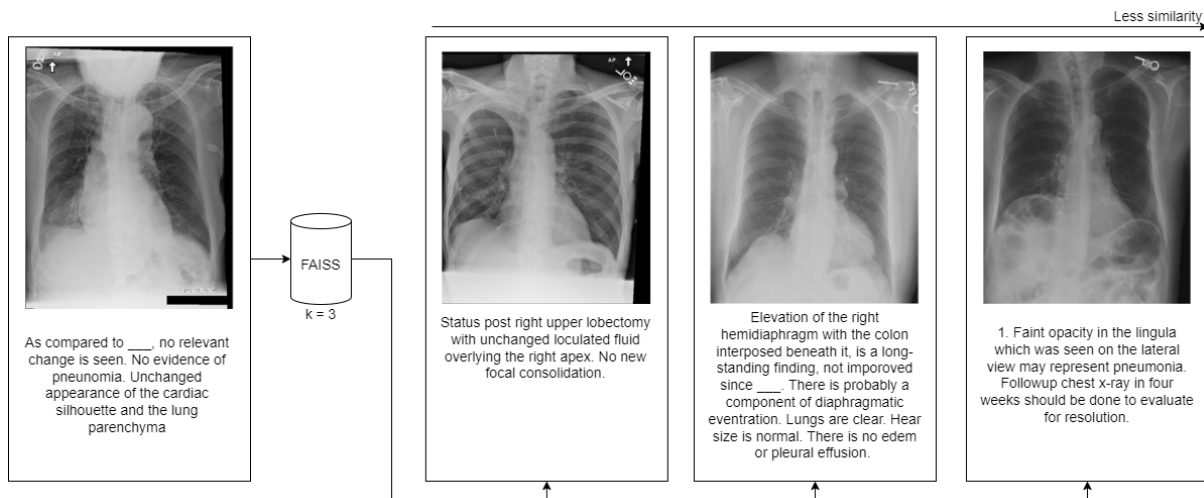 Less similarity
AP
As compared to ___, no relevant
change is seen. No evidence of
pneunomia. Unchanged
appearance of the cardiac
silhouette and the lung
parenchyma
FAISS
k = 3
Status post right upper lobectomy
with unchanged loculated fluid
overlying the right apex. No new
focal consolidation.
Elevation of the right
hemidiaphragm with the colon
interposed beneath it, is a long-
standing finding, not imporoved
since ___. There is probably a
component of diaphragmatic
eventration. Lungs are clear. Hear
size is normal. There is no edem
or pleural effusion.
1. Faint opacity in the lingula
which was seen on the lateral
view may represent pneumonia.
Followup chest x-ray in four
weeks should be done to evaluate
for resolution.